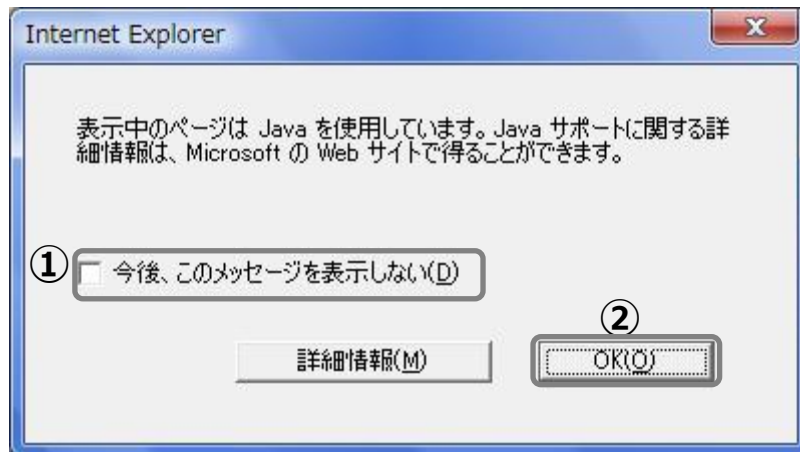 Internet Explorer
表示中のページは Java を使用しています。Java サポートに関する詳
細情報は、Microsoft の Web サイトで得ることができます。
① 今後、このメッセージを表示しない(D)
②
詳細情報(M) OK(O)